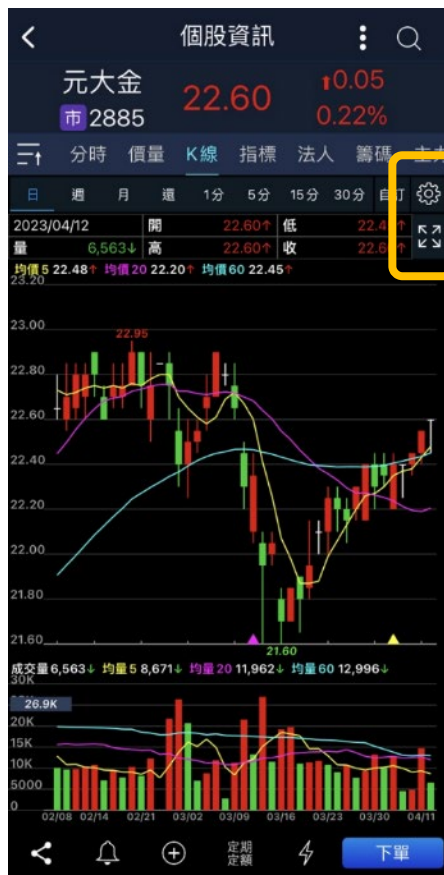 個股資訊
元大金 22.60 ↑0.05
市 2885 0.22%
分時 價量 K線 指標 法人 籌碼 主力
日 週 月 還 1分 5分 15分 30分 自訂
2023/04/12 開 22.60↑ 低
量 6,563↓ 高 22.60↑ 收
均價5 22.48↑ 均價20 22.20↑ 均價60 22.45↑
23.20
23.00
22.95
22.80
22.60
22.40
22.20
22.00
21.80
21.60
21.60
成交量6,563↓ 均量5 8,671↓ 均量20 11,962↓ 均量60 12,996↓
30K
26.9K
20K
15K
10K
5000
0
02/08 02/14 02/21 03/02 03/09 03/16 03/23 03/30 04/11
定期
定額
下單